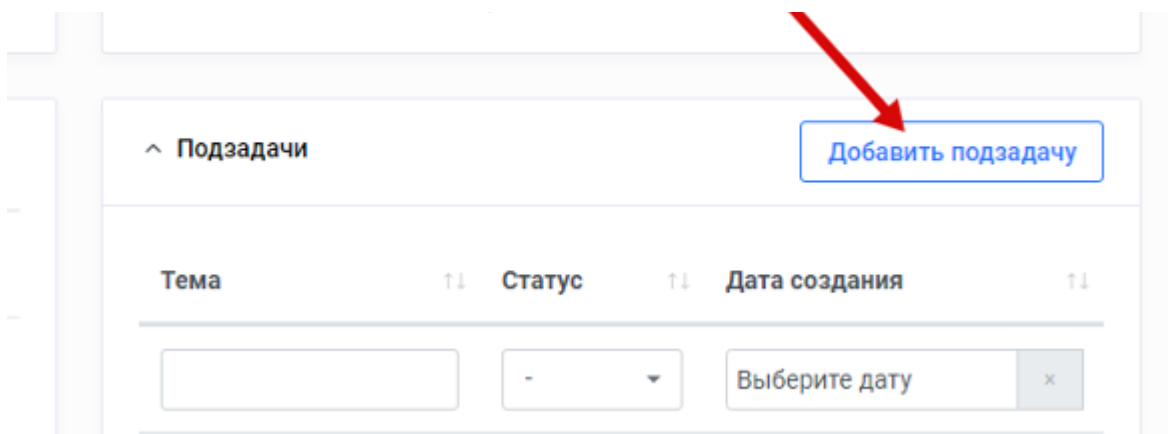 Подзадачи Добавить подзадачу
Тема Статус Дата создания
- Выберите дату ×